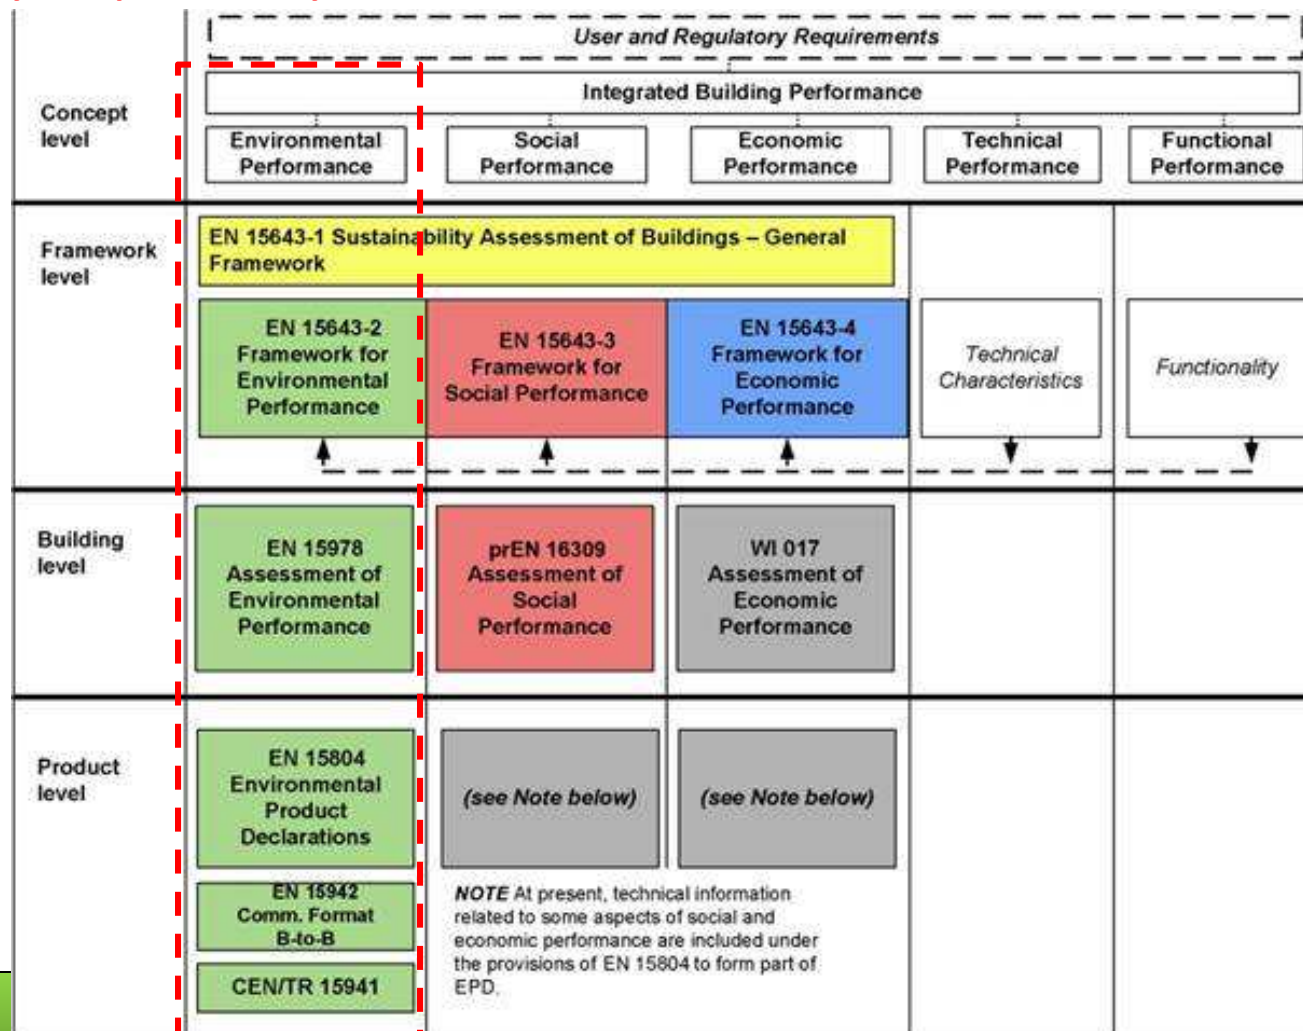 User and Regulatory Requirements
Integrated Building Performance
Concept
level
Environmental
Performance
Social
Performance
Economic
Performance
Technical
Performance
Functional
Performance
Framework
level
EN 15643-1 Sustainability Assessment of Buildings – General
Framework
EN 15643-2
Framework for
Environmental
Performance
EN 15643-3
Framework for
Social Performance
EN 15643-4
Framework for
Economic
Performance
Technical
Characteristics
Functionality
Building
level
EN 15978
Assessment of
Environmental
Performance
prEN 16309
Assessment of
Social
Performance
WI 017
Assessment of
Economic
Performance
Product
level
EN 15804
Environmental
Product
Declarations
(see Note below)
(see Note below)
EN 15942
Comm. Format
B-to-B
CEN/TR 15941
NOTE At present, technical information
related to some aspects of social and
economic performance are included under
the provisions of EN 15804 to form part of
EPD.